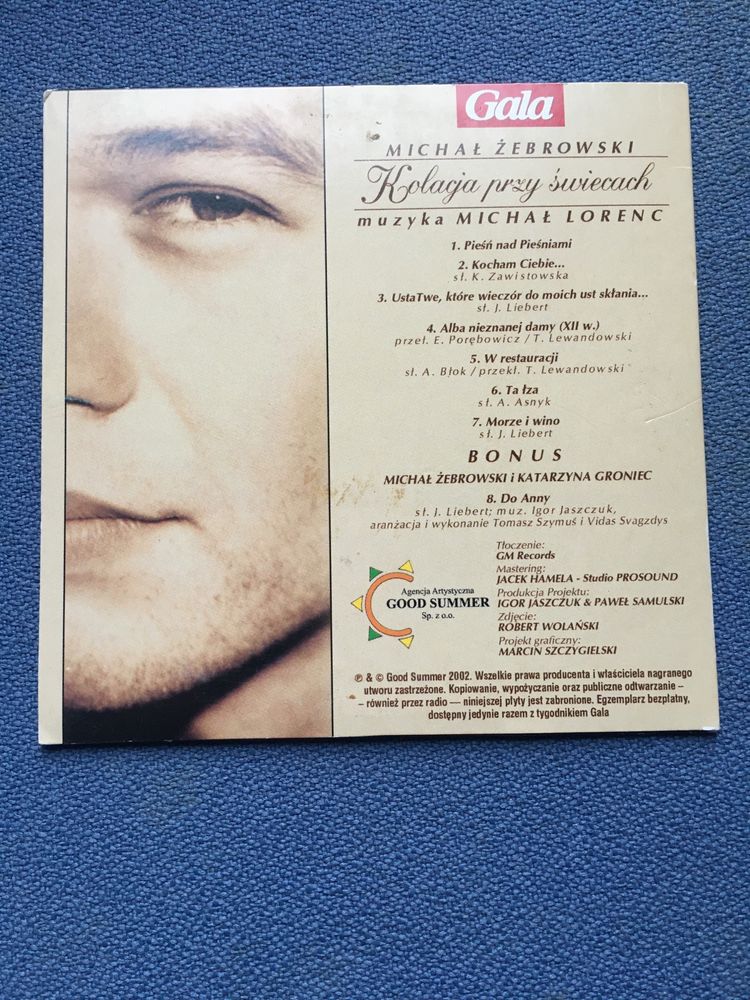 Gala
MICHAŁ ŻEBROWSKI
Kolacja przy świecach
muzyka MICHAŁ LORENC
1. Pieśń nad Pieśniami
2. Kocham Ciebie...
sł. K. Zawistowska
3. UstaTwe, które wieczór do moich ust skłania...
sł. J. Liebert
4. Alba nieznanej damy (XII w.)
przeł. E. Porębowicz / T. Lewandowski
5. W restauracji
sł. A. Błok / przekł. T. Lewandowski
6. Ta łza
sł. A. Asnyk
7. Morze i wino
sł. J. Liebert
BONUS
MICHAŁ ŻEBROWSKI i KATARZYNA GRONIEC
8. Do Anny
sł. J. Liebert; muz. Igor Jaszczuk,
aranżacja i wykonanie Tomasz Szymuś i Vidas Svagzdys
Tłoczenie:
GM Records
Mastering:
JACEK HAMELA - Studio PROSOUND
Produkcja Projektu:
IGOR JASZCZUK & PAWEŁ SAMULSKI
Zdjęcie:
ROBERT WOLAŃSKI
Projekt graficzny:
MARCIN SZCZYGIELSKI
Agencja Artystyczna
GOOD SUMMER
Sp. z o.o.
℗ & © Good Summer 2002. Wszelkie prawa producenta i właściciela nagranego
utworu zastrzeżone. Kopiowanie, wypożyczanie oraz publiczne odtwarzanie –
– również przez radio — niniejszej płyty jest zabronione. Egzemplarz bezpłatny,
dostępny jedynie razem z tygodnikiem Gala